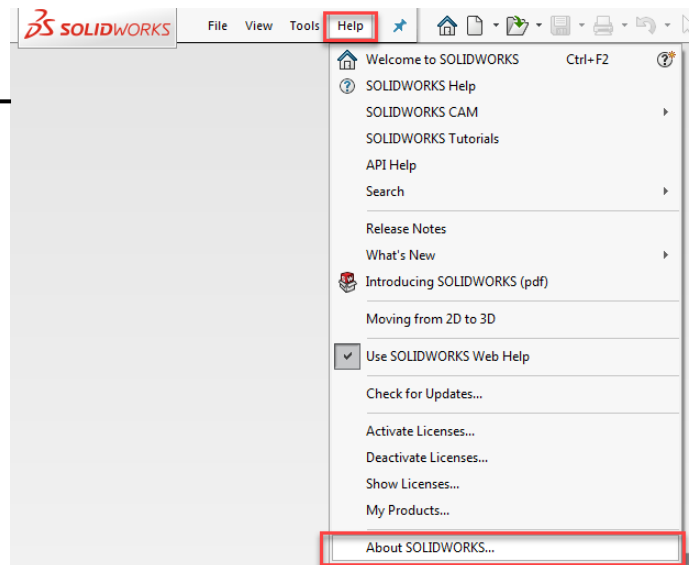 SOLIDWORKS File View Tools Help
Welcome to SOLIDWORKS Ctrl+F2
SOLIDWORKS Help
SOLIDWORKS CAM
SOLIDWORKS Tutorials
API Help
Search
Release Notes
What's New
Introducing SOLIDWORKS (pdf)
Moving from 2D to 3D
Use SOLIDWORKS Web Help
Check for Updates...
Activate Licenses...
Deactivate Licenses...
Show Licenses...
My Products...
About SOLIDWORKS...